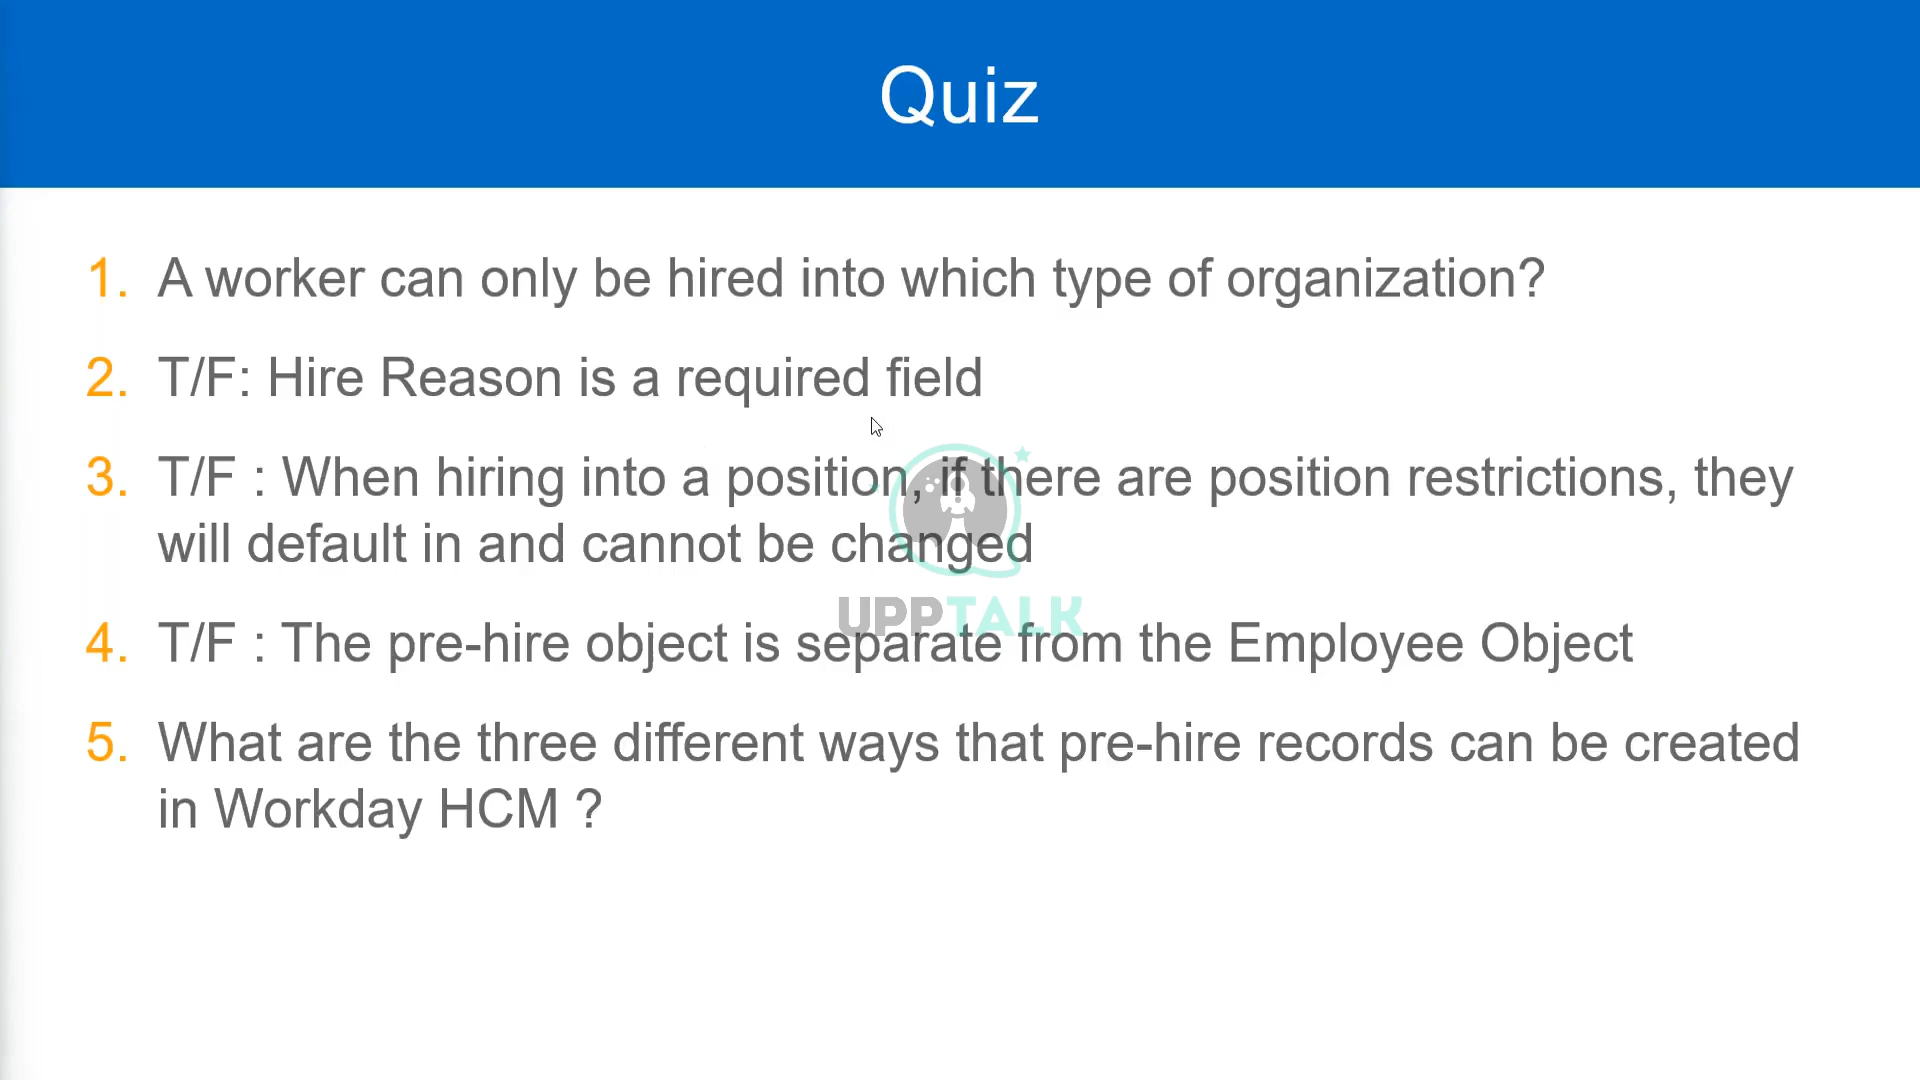 Quiz
1. A worker can only be hired into which type of organization?
2. T/F: Hire Reason is a required field
3. T/F : When hiring into a position, if there are position restrictions, they
will default in and cannot be changed
UPPTALK
4. T/F : The pre-hire object is separate from the Employee Object
5. What are the three different ways that pre-hire records can be created
in Workday HCM ?